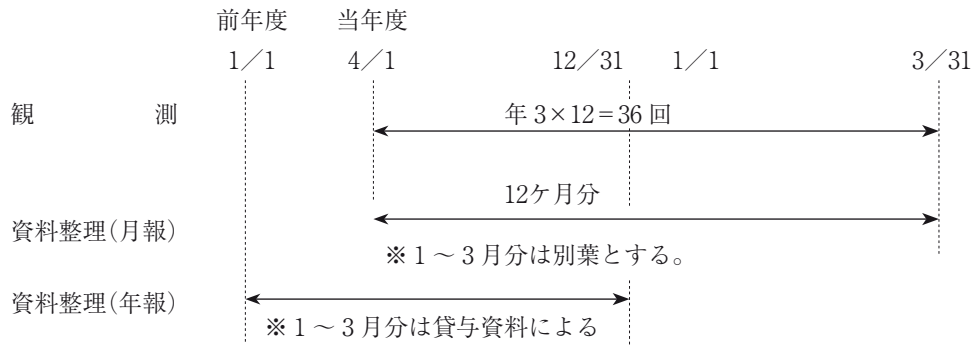 前年度 当年度
1／1 4／1 12／31 1／1 3／31
観 測 年 3×12=36 回
12ケ月分
資料整理(月報)
※ 1～3 月分は別葉とする。
資料整理(年報)
※ 1～3 月分は貸与資料による